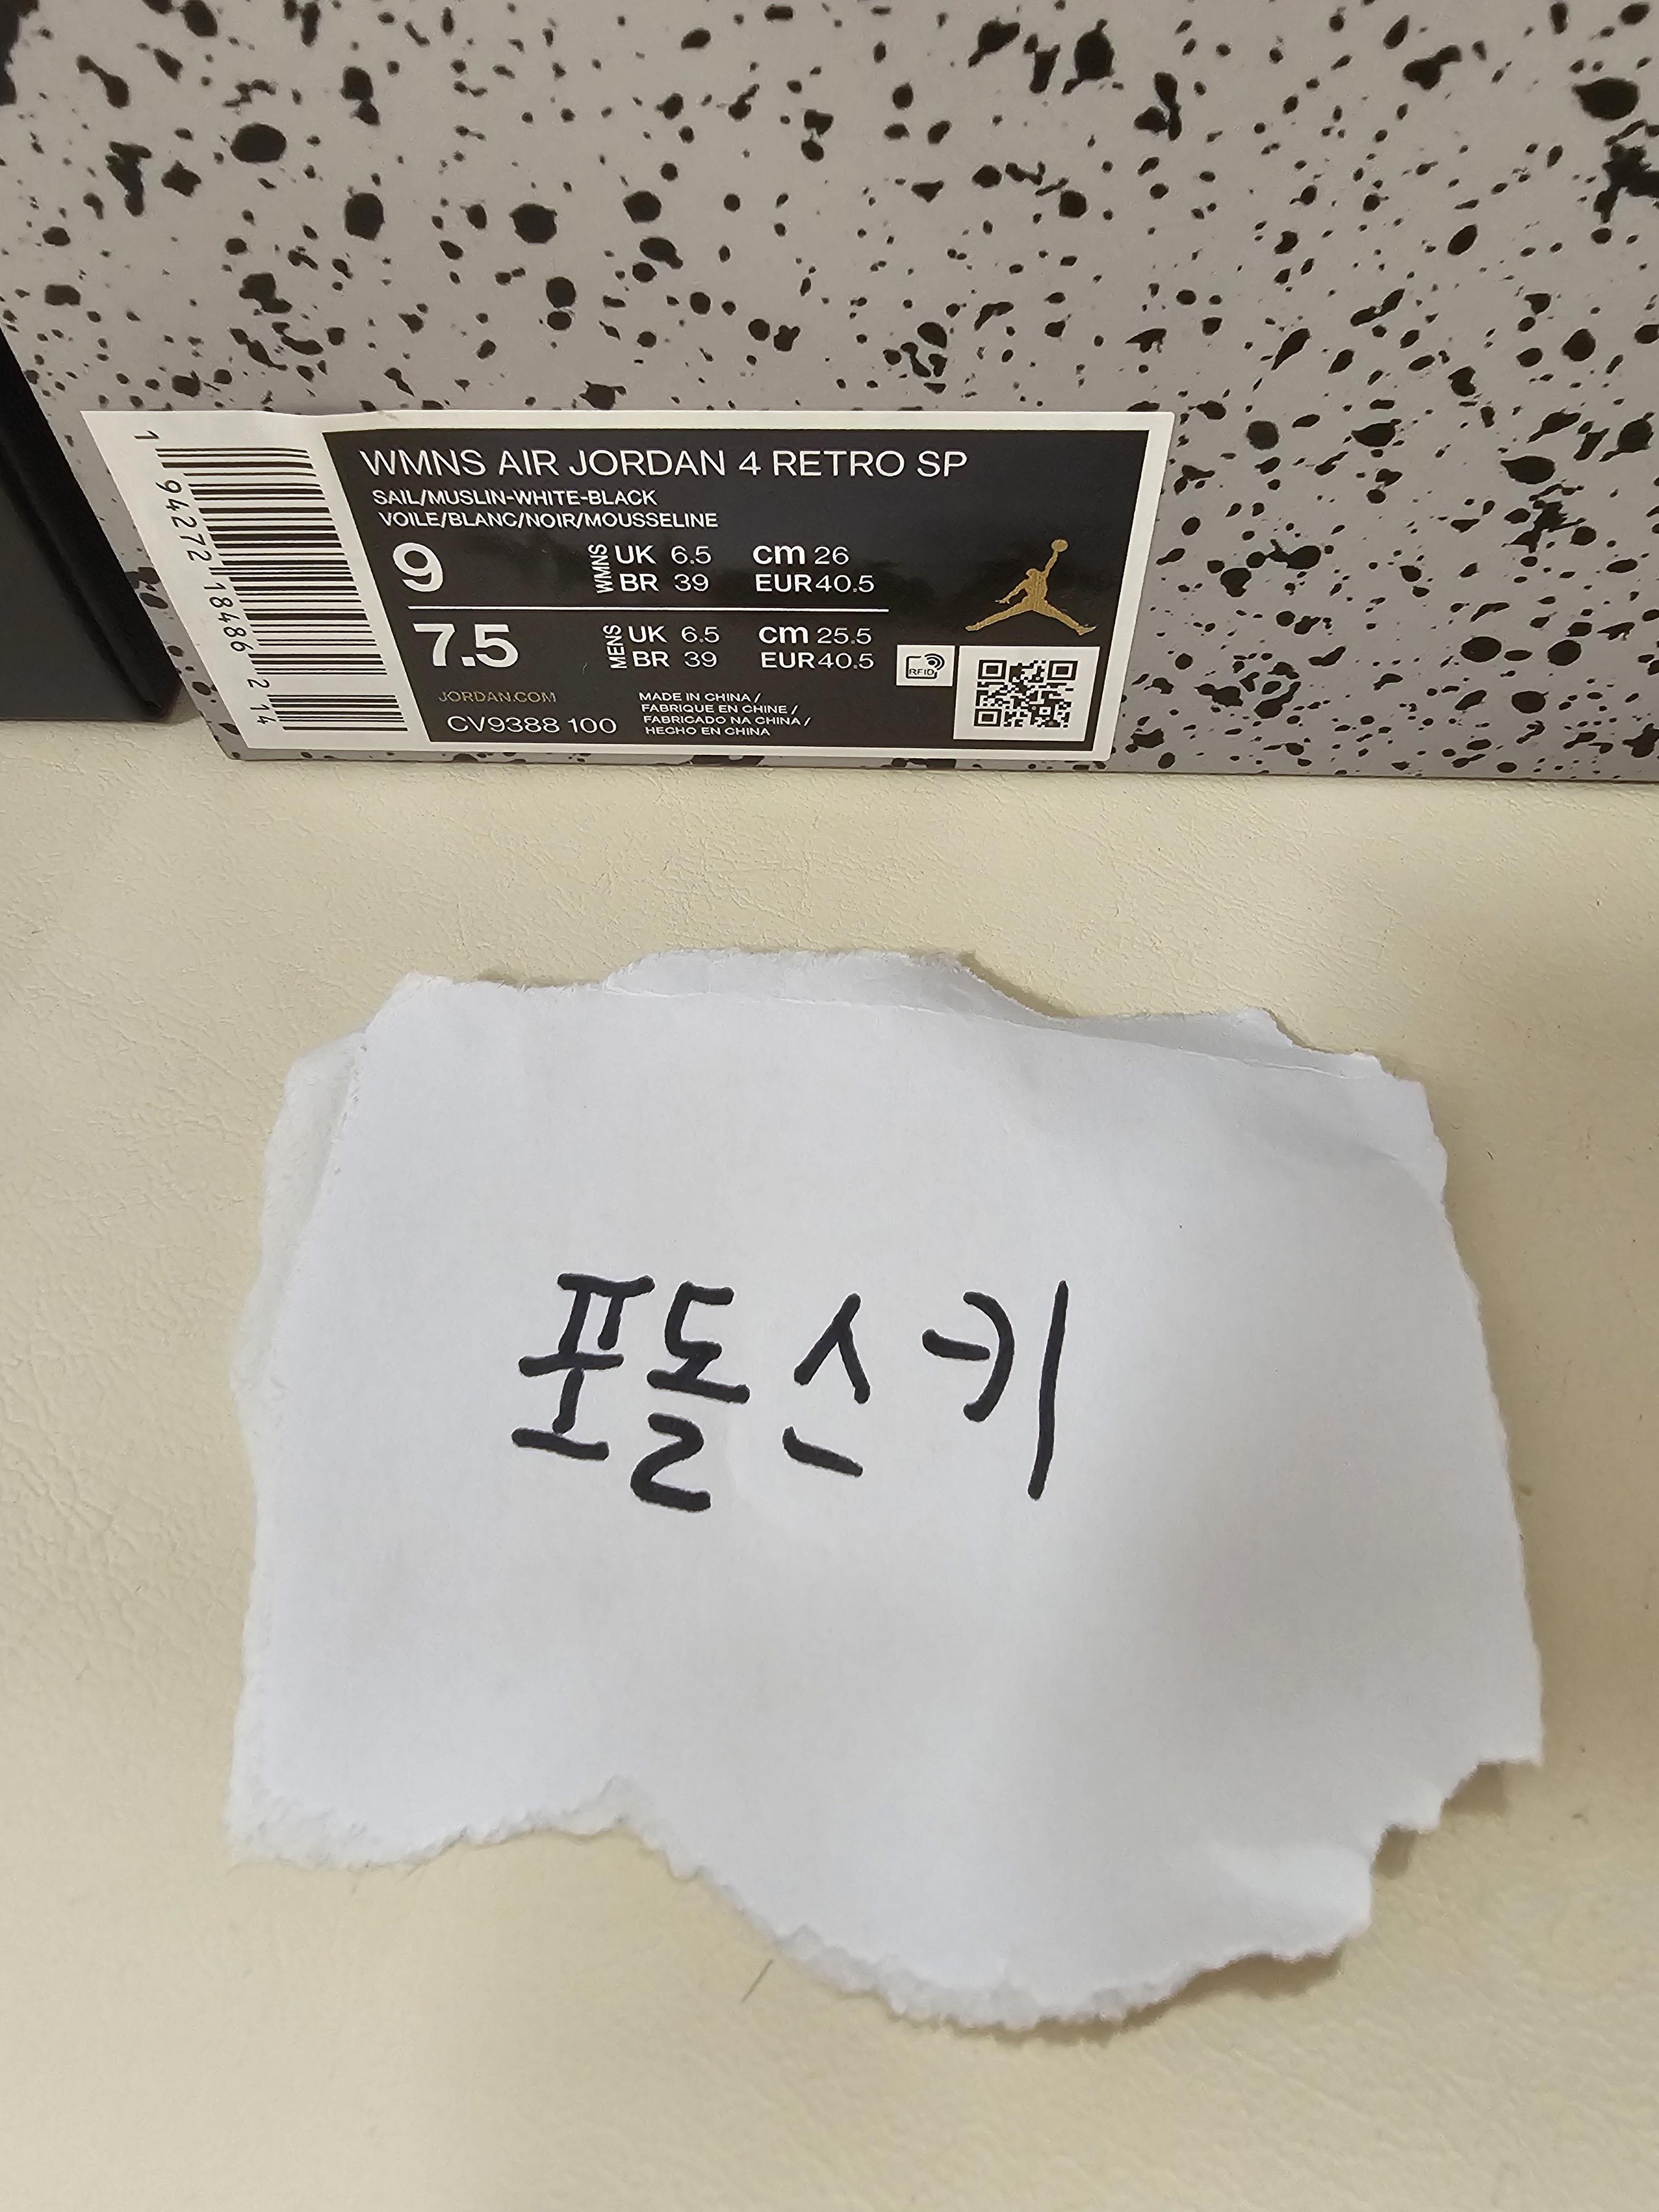 WMNS AIR JORDAN 4 RETRO SP
SAIL/MUSLIN-WHITE-BLACK
VOILE/BLANC/NOIR/MOUSSELINE
9 WMNS UK 6.5 cm 26
BR 39 EUR 40.5
7.5 MENS UK 6.5 cm 25.5
BR 39 EUR 40.5
RFID
JORDAN.COM
CV9388 100
MADE IN CHINA /
FABRIQUE EN CHINE /
FABRICADO NA CHINA /
HECHO EN CHINA
1 94272 18486 2 14
포돌스키